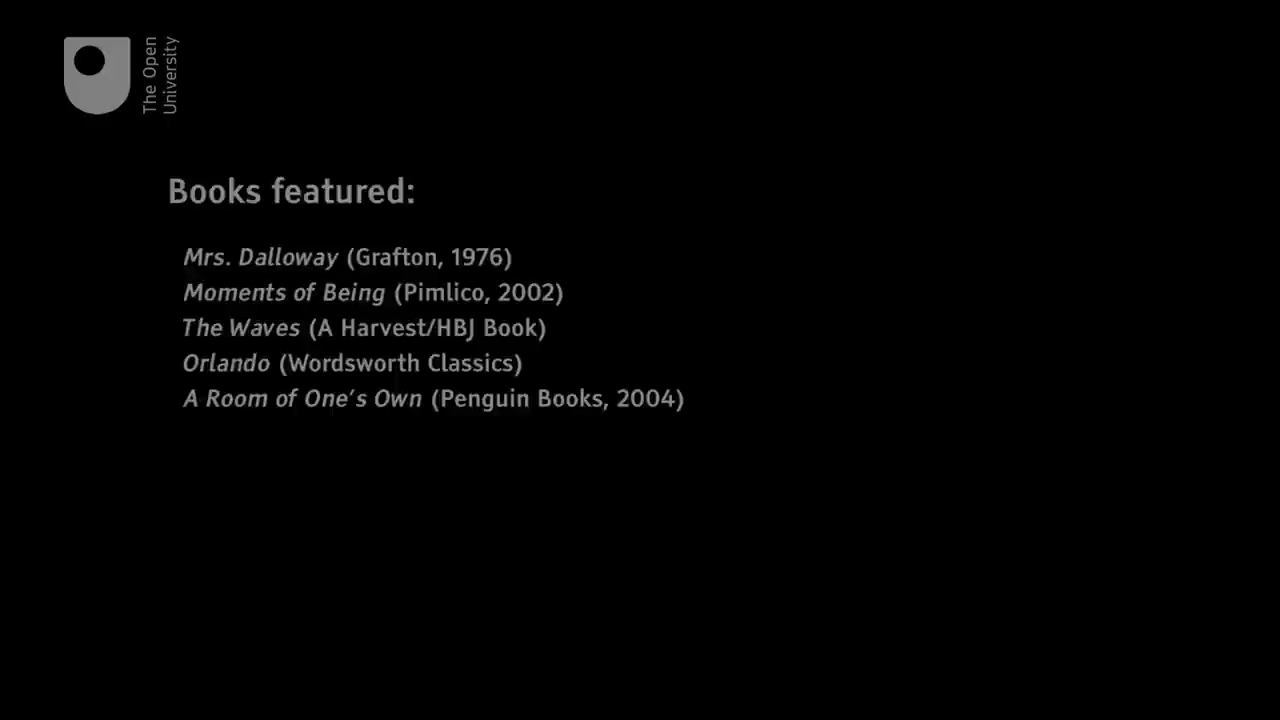 The Open
University
Books featured:
Mrs. Dalloway (Grafton, 1976)
Moments of Being (Pimlico, 2002)
The Waves (A Harvest/HBJ Book)
Orlando (Wordsworth Classics)
A Room of One's Own (Penguin Books, 2004)